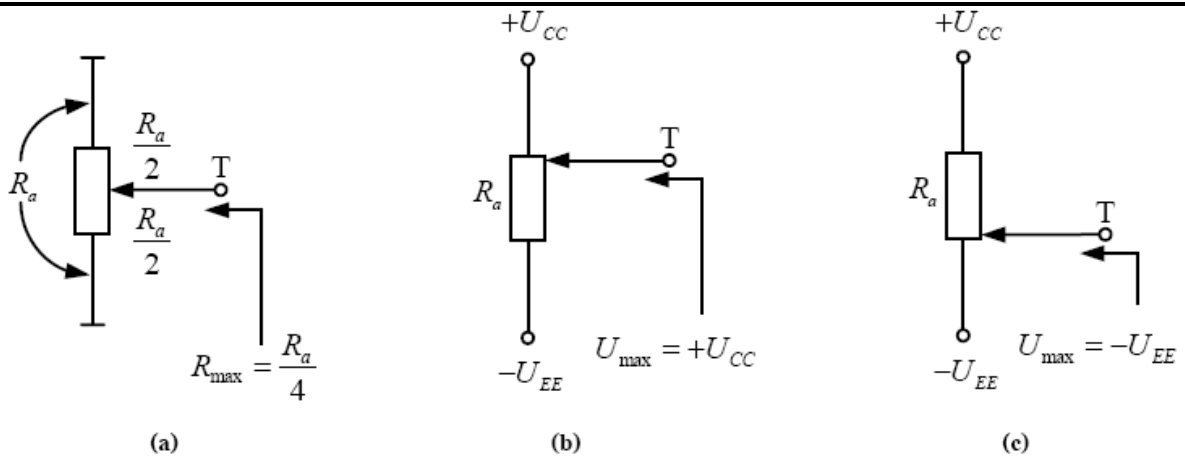 R_a
R_a/2
T
R_a/2
R_max = R_a/4
(a)
+U_CC
T
R_a
U_max = +U_CC
-U_EE
(b)
+U_CC
R_a
T
U_max = -U_EE
-U_EE
(c)